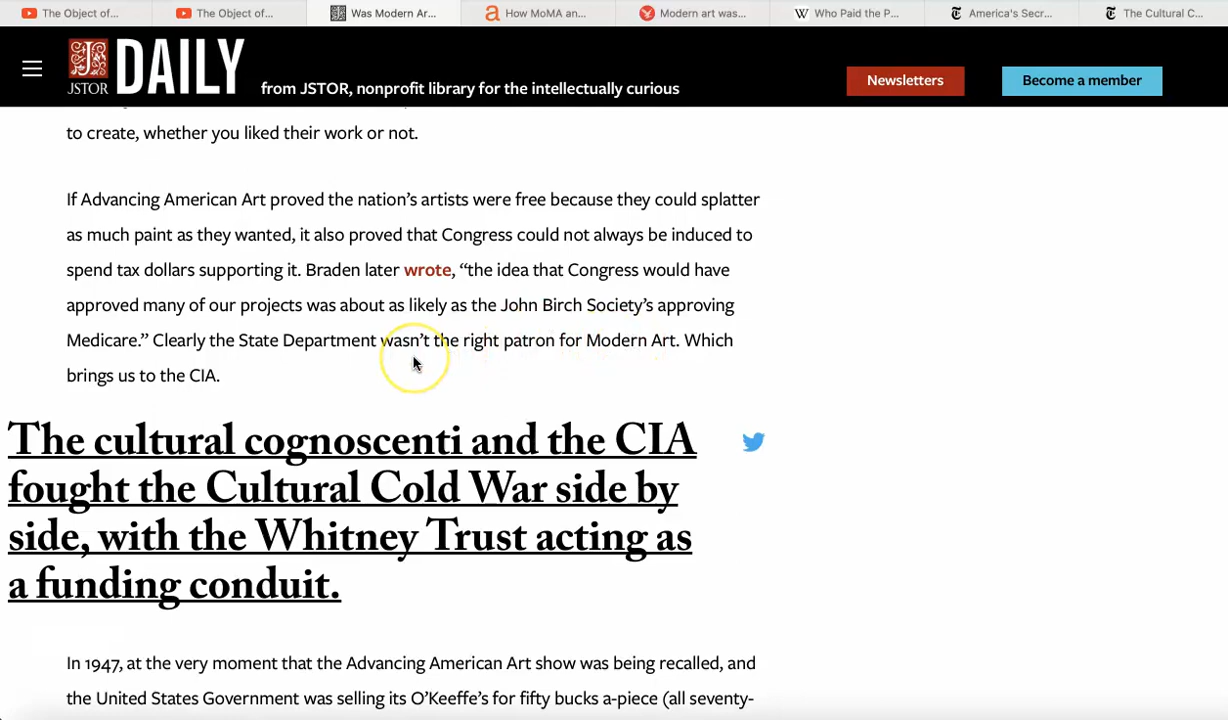 The Object of...
The Object of...
Was Modern Ar...
How MoMA an...
Modern art was...
Who Paid the P...
America's Secr...
The Cultural C...
JSTOR
DAILY
from JSTOR, nonprofit library for the intellectually curious
Newsletters
Become a member
to create, whether you liked their work or not.
If Advancing American Art proved the nation’s artists were free because they could splatter
as much paint as they wanted, it also proved that Congress could not always be induced to
spend tax dollars supporting it. Braden later wrote, “the idea that Congress would have
approved many of our projects was about as likely as the John Birch Society’s approving
Medicare.” Clearly the State Department wasn’t the right patron for Modern Art. Which
brings us to the CIA.
The cultural cognoscenti and the CIA
fought the Cultural Cold War side by
side, with the Whitney Trust acting as
a funding conduit.
In 1947, at the very moment that the Advancing American Art show was being recalled, and
the United States Government was selling its O’Keeffe’s for fifty bucks a-piece (all seventy-